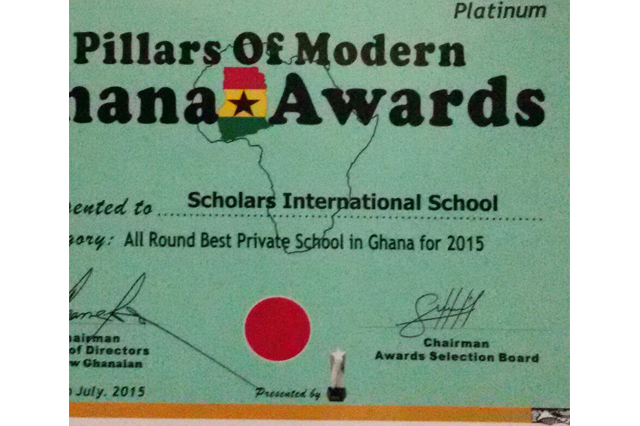 Platinum
Pillars Of Modern
hana Awards
ented to Scholars International School
ory: All Round Best Private School in Ghana for 2015
airman
of Directors
w Ghanaian
Chairman
Awards Selection Board
July. 2015
Presented by